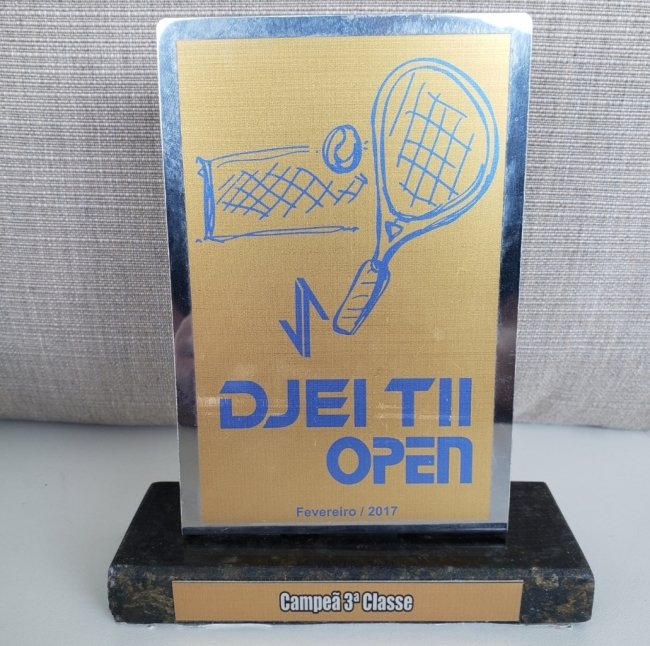 DJEI TII
OPEN
Fevereiro / 2017
Campeã 3ª Classe